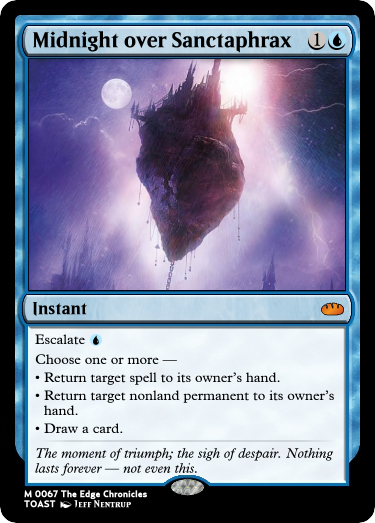 Midnight over Sanctaphrax 1
Instant
Escalate
Choose one or more —
• Return target spell to its owner's hand.
• Return target nonland permanent to its owner's
hand.
• Draw a card.
The moment of triumph; the sigh of despair. Nothing
lasts forever — not even this.
M 0067 The Edge Chronicles
TOAST Jeff Nentrup